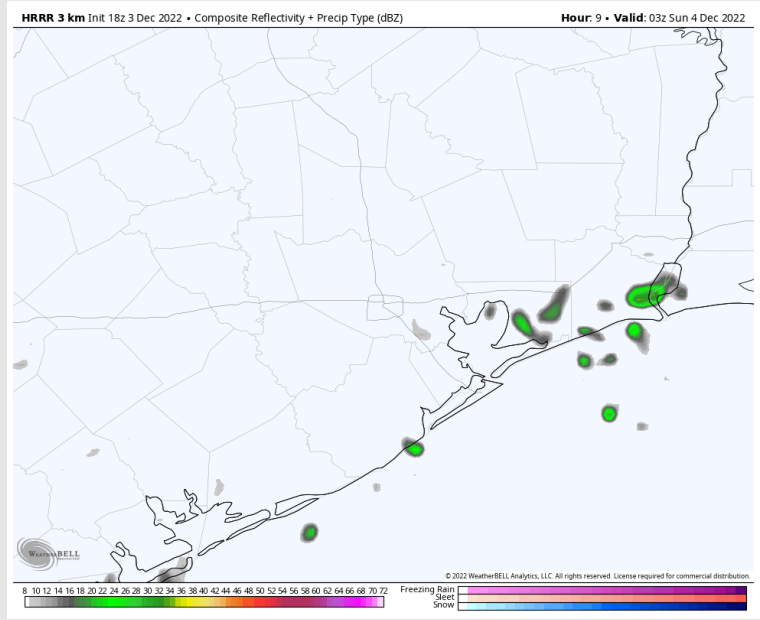 HRRR 3 km Init 18z 3 Dec 2022 • Composite Reflectivity + Precip Type (dBZ)
Hour: 9 • Valid: 03z Sun 4 Dec 2022
WEATHERBELL
© 2022 WeatherBELL Analytics, LLC. All rights reserved. License required for commercial distribution.
8 10 12 14 16 18 20 22 24 26 28 30 32 34 36 38 40 42 44 46 48 50 52 54 56 58 60 62 64 66 68 70 72
Freezing Rain
Sleet
Snow